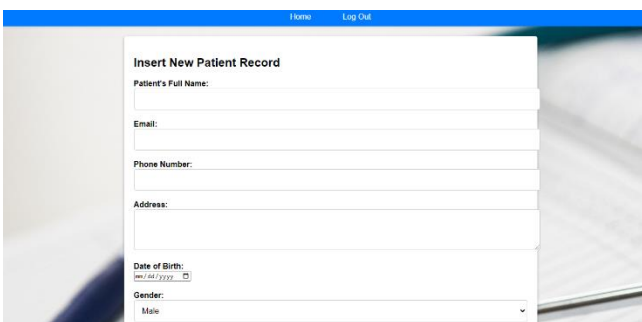 Home Log Out
Insert New Patient Record
Patient's Full Name:
Email:
Phone Number:
Address:
Date of Birth:
mm/dd/yyyy
Gender:
Male